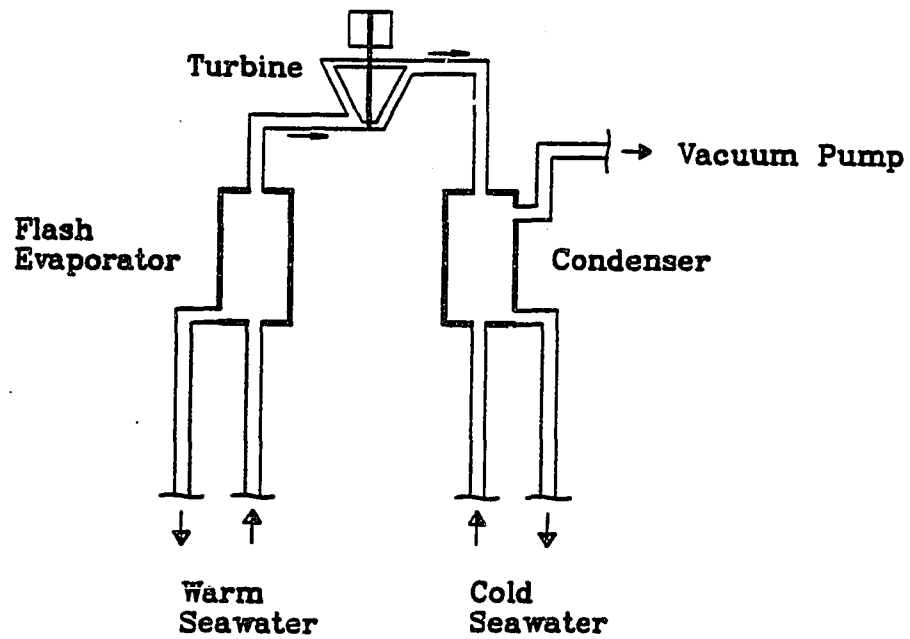 Turbine
Vacuum Pump
Flash
Evaporator
Condenser
Warm
Seawater
Cold
Seawater